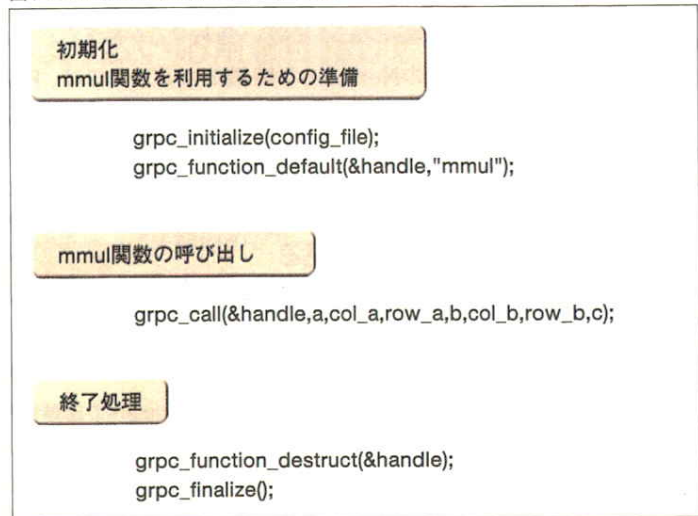 初期化
mmul関数を利用するための準備
grpc_initialize(config_file);
grpc_function_default(&handle,"mmul");
mmul関数の呼び出し
grpc_call(&handle,a,col_a,row_a,b,col_b,row_b,c);
終了処理
grpc_function_destruct(&handle);
grpc_finalize();